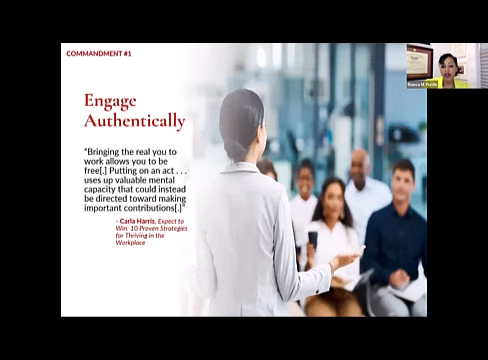 COMMANDMENT #1
Engage
Authentically
"Bringing the real you to
work allows you to be
free[.] Putting on an act . . .
uses up valuable mental
capacity that could instead
be directed toward making
important contributions[.]"
- Carla Harris, Expect to
Win: 10 Proven Strategies
for Thriving in the
Workplace
Bianca M.